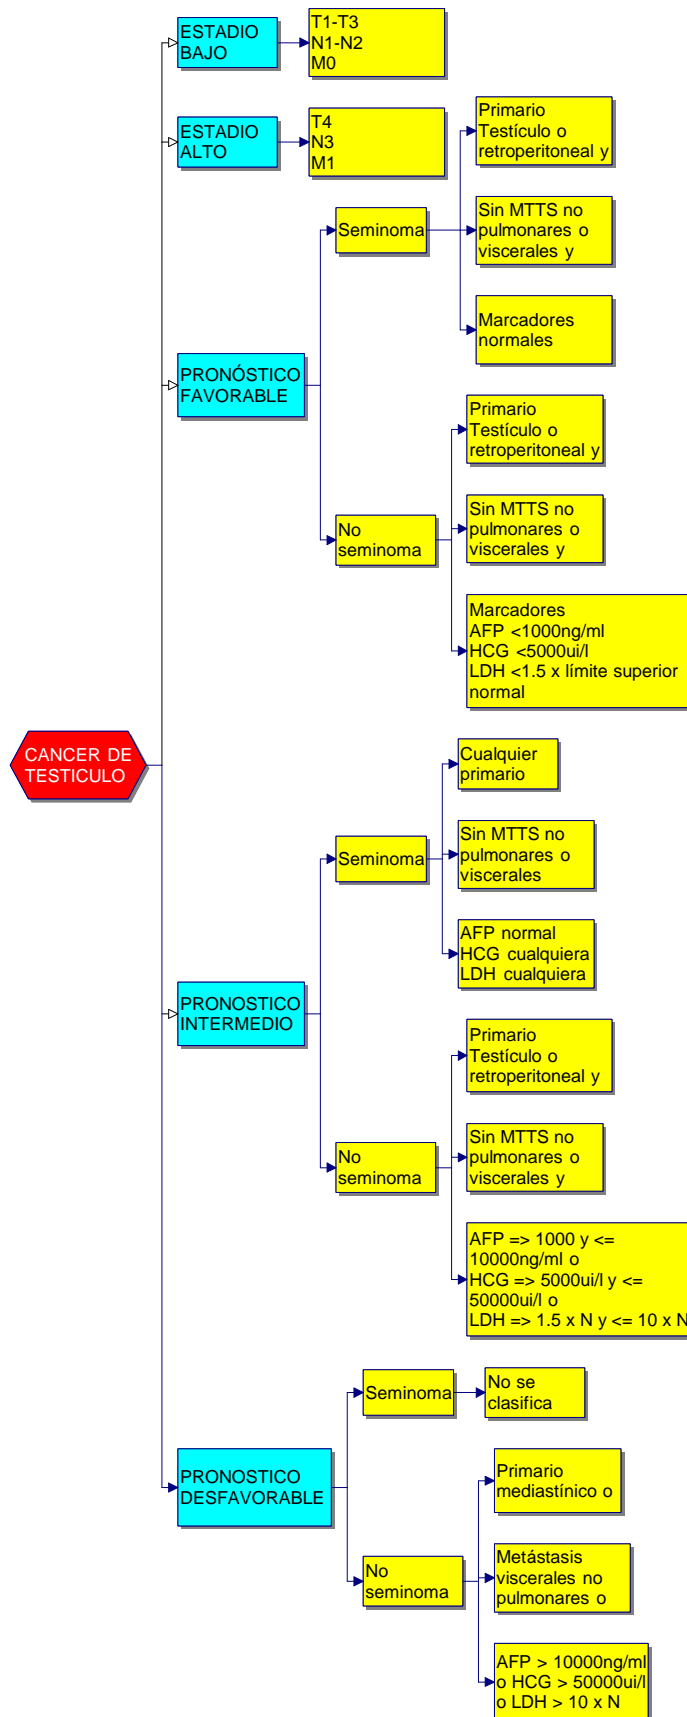 ESTADIO
BAJO
T1-T3
N1-N2
M0
ESTADIO
ALTO
T4
N3
M1
Primario
Testículo o
retroperitoneal y
Seminoma
Sin MTTS no
pulmonares o
viscerales y
Marcadores
normales
PRONÓSTICO
FAVORABLE
Primario
Testículo o
retroperitoneal y
No
seminoma
Sin MTTS no
pulmonares o
viscerales y
Marcadores
AFP <1000ng/ml
HCG <5000ui/l
LDH <1.5 x límite superior
normal
CANCER DE
TESTICULO
Cualquier
primario
Seminoma
Sin MTTS no
pulmonares o
viscerales
AFP normal
HCG cualquiera
LDH cualquiera
PRONOSTICO
INTERMEDIO
Primario
Testículo o
retroperitoneal y
No
seminoma
Sin MTTS no
pulmonares o
viscerales y
AFP => 1000 y <=
10000ng/ml o
HCG => 5000ui/l y <=
50000ui/l o
LDH => 1.5 x N y <= 10 x N
Seminoma
No se
clasifica
PRONOSTICO
DESFAVORABLE
Primario
mediastínico o
No
seminoma
Metástasis
viscerales no
pulmonares o
AFP > 10000ng/ml
o HCG > 50000ui/l
o LDH > 10 x N